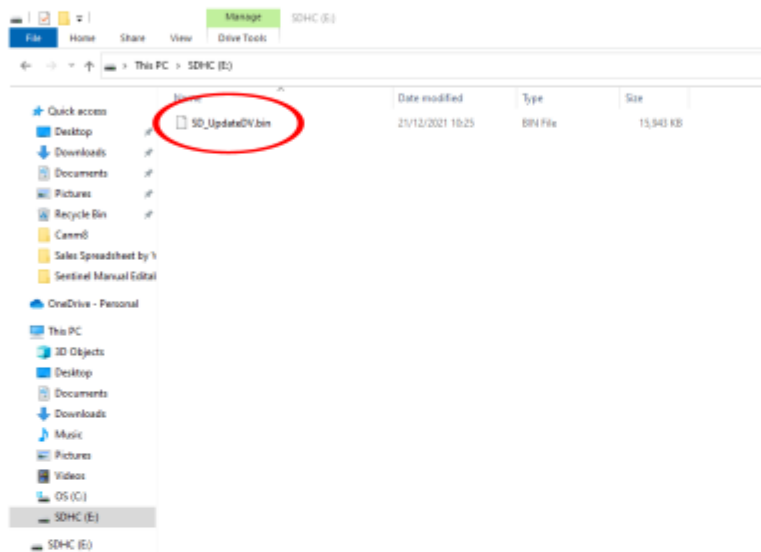 Manage
SDHC (E:)
File Home Share View Drive Tools
This PC > SDHC (E:)
Name
Date modified
Type
Size
SD_UpdateDV.bin
21/12/2021 10:25
BIN File
15,943 KB
Quick access
Desktop
Downloads
Documents
Pictures
Recycle Bin
Canm8
Sales Spreadsheet by
Sentinel Manual
OneDrive - Personal
This PC
3D Objects
Desktop
Documents
Downloads
Music
Pictures
Videos
OS (C:)
SDHC (E:)
SDHC (E:)